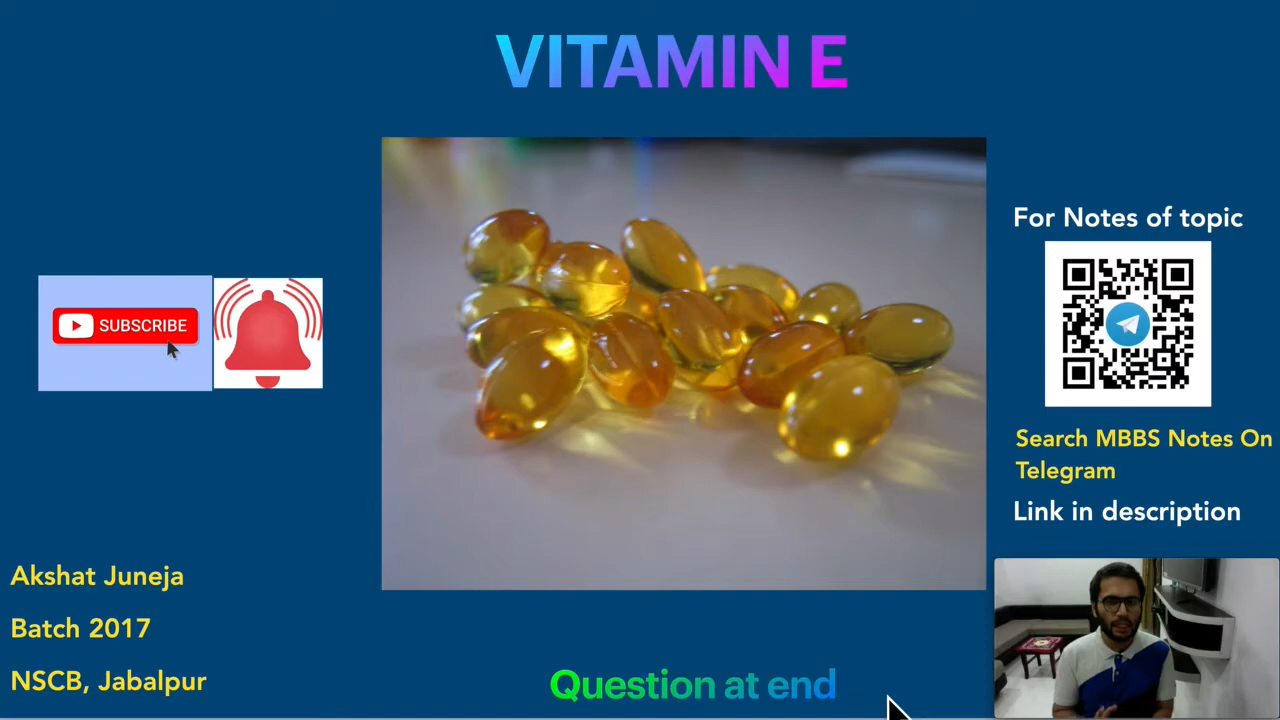 VITAMIN E
SUBSCRIBE
For Notes of topic
Search MBBS Notes On
Telegram
Link in description
Akshat Juneja
Batch 2017
NSCB, Jabalpur
Question at end